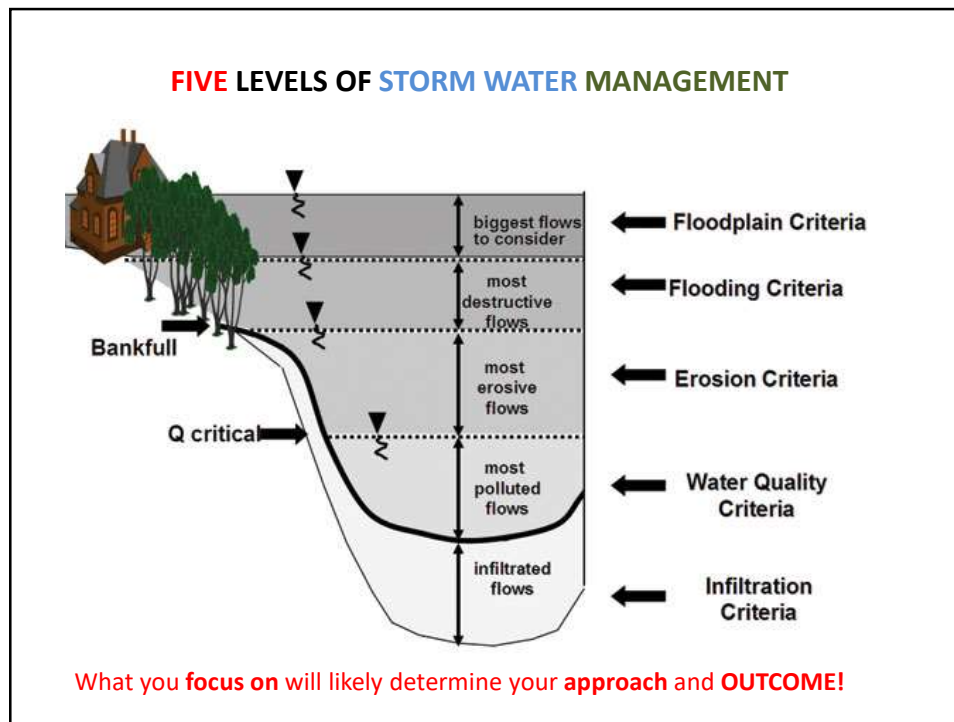 FIVE LEVELS OF STORM WATER MANAGEMENT
biggest flows
to consider
Floodplain Criteria
most
destructive
flows
Flooding Criteria
Bankfull
most
erosive
flows
Erosion Criteria
Q critical
most
polluted
flows
Water Quality
Criteria
infiltrated
flows
Infiltration
Criteria
What you focus on will likely determine your approach and OUTCOME!